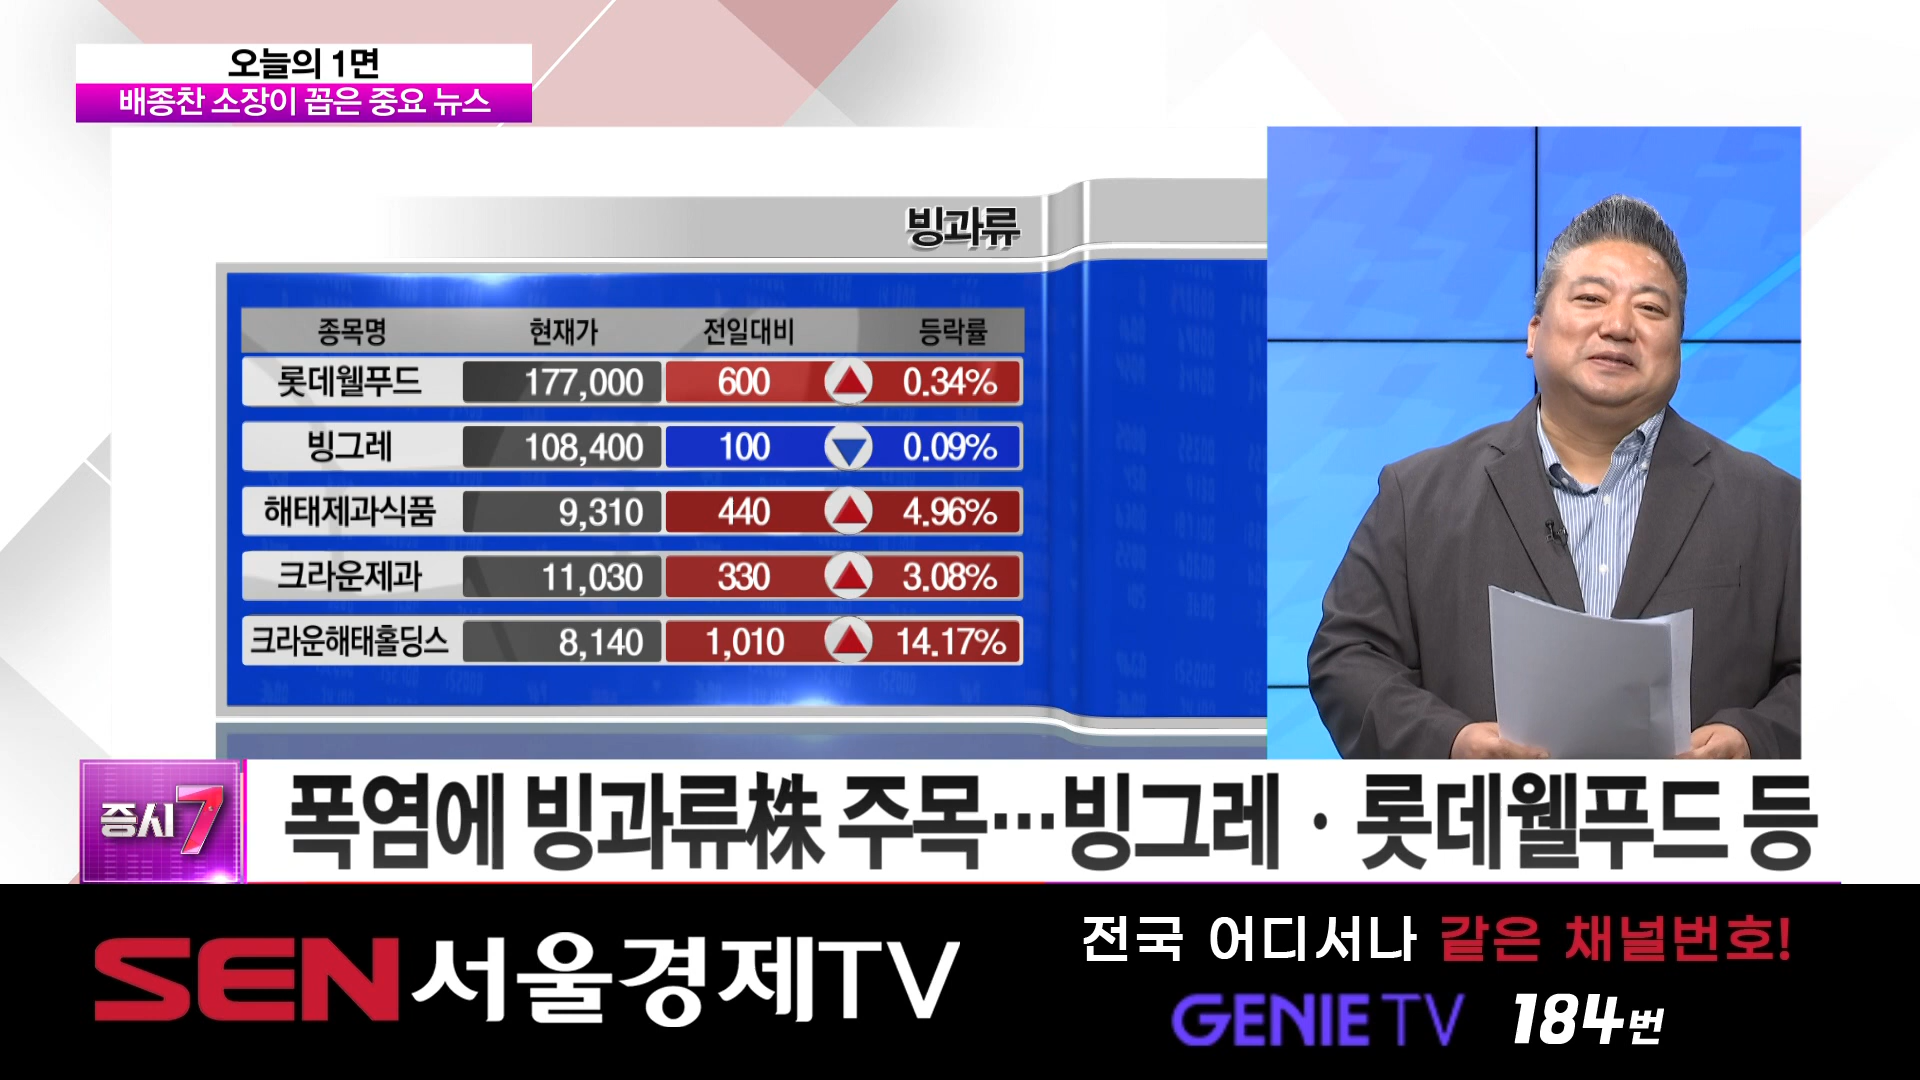 오늘의 1면
배종찬 소장이 꼽은 중요 뉴스
빙과류
종목명 현재가 전일대비 등락률
롯데웰푸드 177,000 600 ▲ 0.34%
빙그레 108,400 100 ▼ 0.09%
해태제과식품 9,310 440 ▲ 4.96%
크라운제과 11,030 330 ▲ 3.08%
크라운해태홀딩스 8,140 1,010 ▲ 14.17%
증시7
폭염에 빙과류株 주목…빙그레 · 롯데웰푸드 등
SEN서울경제TV
전국 어디서나 같은 채널번호!
GENIE TV 184번